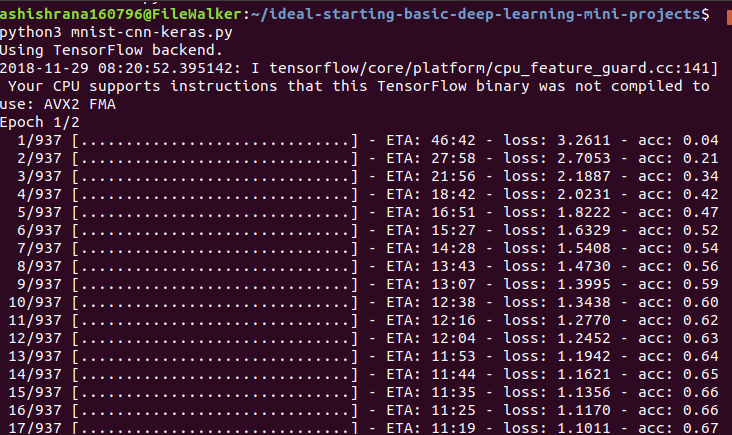 ashishrana160796@FileWalker:~/ideal-starting-basic-deep-learning-mini-projects$
python3 mnist-cnn-keras.py
Using TensorFlow backend.
2018-11-29 08:20:52.395142: I tensorflow/core/platform/cpu_feature_guard.cc:141]
 Your CPU supports instructions that this TensorFlow binary was not compiled to
use: AVX2 FMA
Epoch 1/2
  1/937 [..............................] - ETA: 46:42 - loss: 3.2611 - acc: 0.04
  2/937 [..............................] - ETA: 27:58 - loss: 2.7053 - acc: 0.21
  3/937 [..............................] - ETA: 21:56 - loss: 2.1887 - acc: 0.34
  4/937 [..............................] - ETA: 18:42 - loss: 2.0231 - acc: 0.42
  5/937 [..............................] - ETA: 16:51 - loss: 1.8222 - acc: 0.47
  6/937 [..............................] - ETA: 15:27 - loss: 1.6329 - acc: 0.52
  7/937 [..............................] - ETA: 14:28 - loss: 1.5408 - acc: 0.54
  8/937 [..............................] - ETA: 13:43 - loss: 1.4730 - acc: 0.56
  9/937 [..............................] - ETA: 13:07 - loss: 1.3995 - acc: 0.59
 10/937 [..............................] - ETA: 12:38 - loss: 1.3438 - acc: 0.60
 11/937 [..............................] - ETA: 12:16 - loss: 1.2770 - acc: 0.62
 12/937 [..............................] - ETA: 12:04 - loss: 1.2452 - acc: 0.63
 13/937 [..............................] - ETA: 11:53 - loss: 1.1942 - acc: 0.64
 14/937 [..............................] - ETA: 11:44 - loss: 1.1621 - acc: 0.65
 15/937 [..............................] - ETA: 11:35 - loss: 1.1356 - acc: 0.66
 16/937 [..............................] - ETA: 11:25 - loss: 1.1170 - acc: 0.66
 17/937 [..............................] - ETA: 11:19 - loss: 1.1011 - acc: 0.67